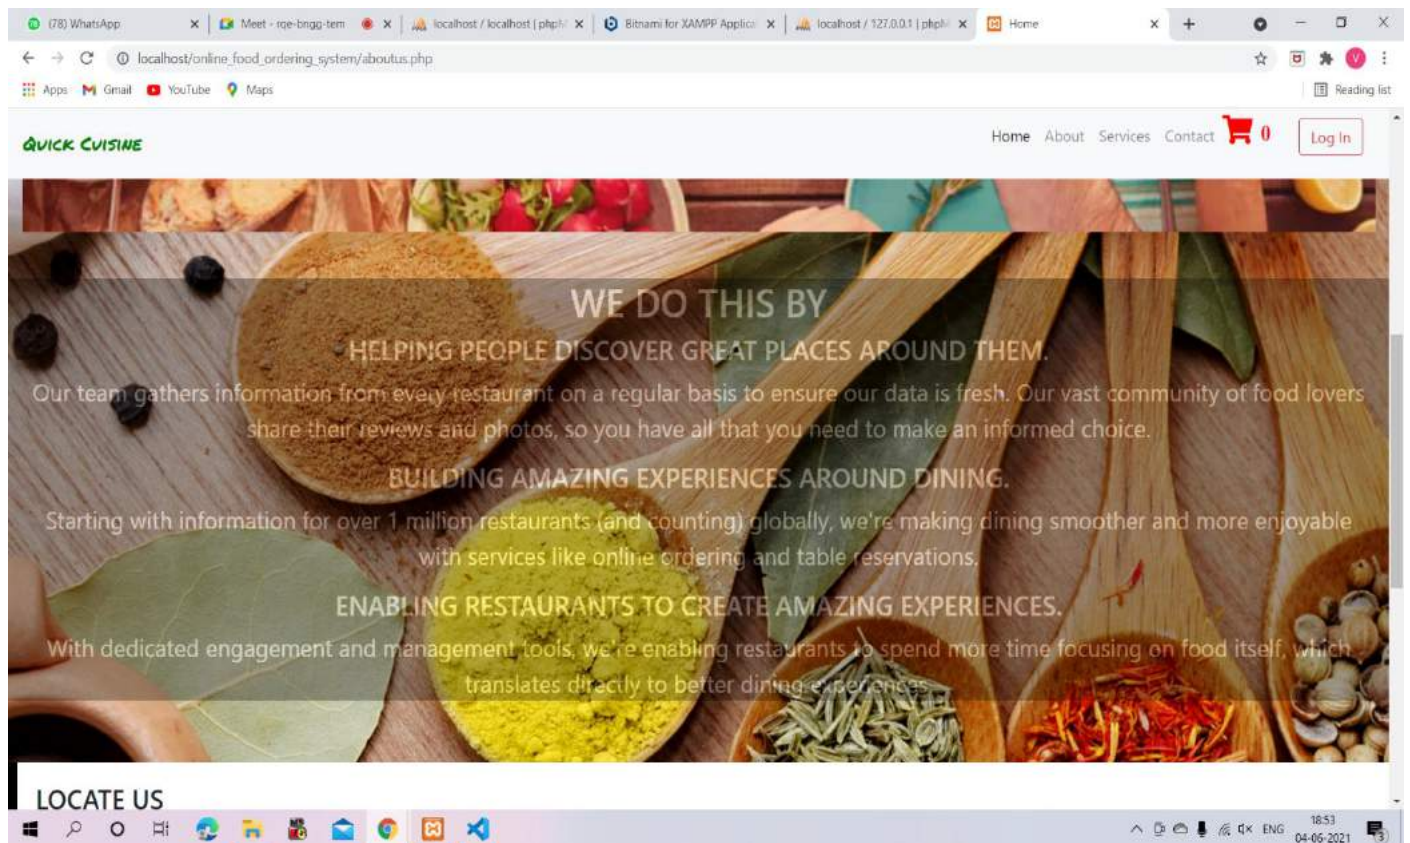 (78) WhatsApp
Meet - rqe-bngg-tem
localhost / localhost | phpM
Bitnami for XAMPP Applica
localhost / 127.0.0.1 | phpM
Home
localhost/online_food_ordering_system/aboutus.php
Apps Gmail YouTube Maps Reading list
QUICK CUISINE
Home About Services Contact 0 Log In
WE DO THIS BY
HELPING PEOPLE DISCOVER GREAT PLACES AROUND THEM.
Our team gathers information from every restaurant on a regular basis to ensure our data is fresh. Our vast community of food lovers
share their reviews and photos, so you have all that you need to make an informed choice.
BUILDING AMAZING EXPERIENCES AROUND DINING.
Starting with information for over 1 million restaurants (and counting) globally, we're making dining smoother and more enjoyable
with services like online ordering and table reservations.
ENABLING RESTAURANTS TO CREATE AMAZING EXPERIENCES.
With dedicated engagement and management tools, we're enabling restaurants to spend more time focusing on food itself, which
translates directly to better dining experiences.
LOCATE US
ENG
18:53
04-06-2021